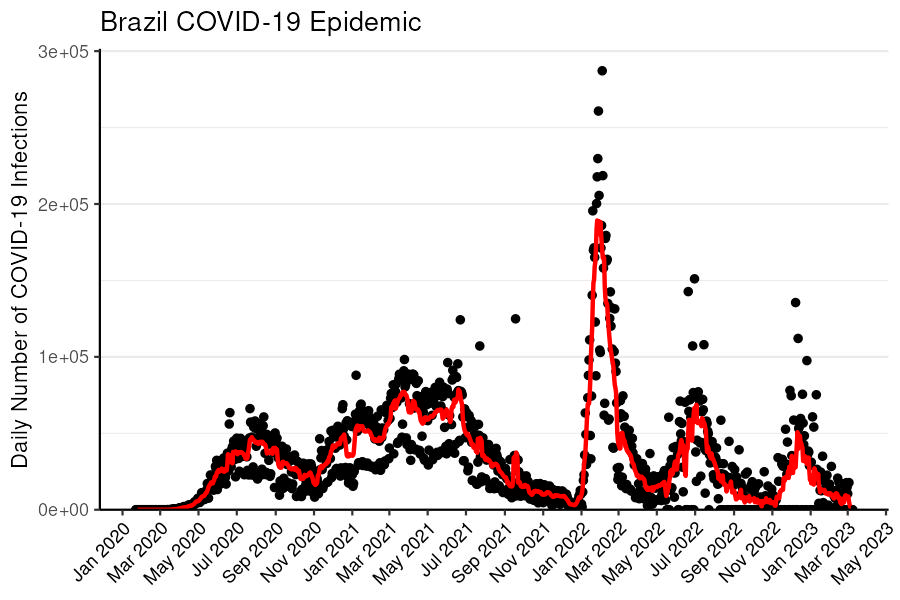 Brazil COVID-19 Epidemic
Daily Number of COVID-19 Infections
3e+05
2e+05
1e+05
0e+00
Jan 2020
Mar 2020
May 2020
Jul 2020
Sep 2020
Nov 2020
Jan 2021
Mar 2021
May 2021
Jul 2021
Sep 2021
Nov 2021
Jan 2022
Mar 2022
May 2022
Jul 2022
Sep 2022
Nov 2022
Jan 2023
Mar 2023
May 2023